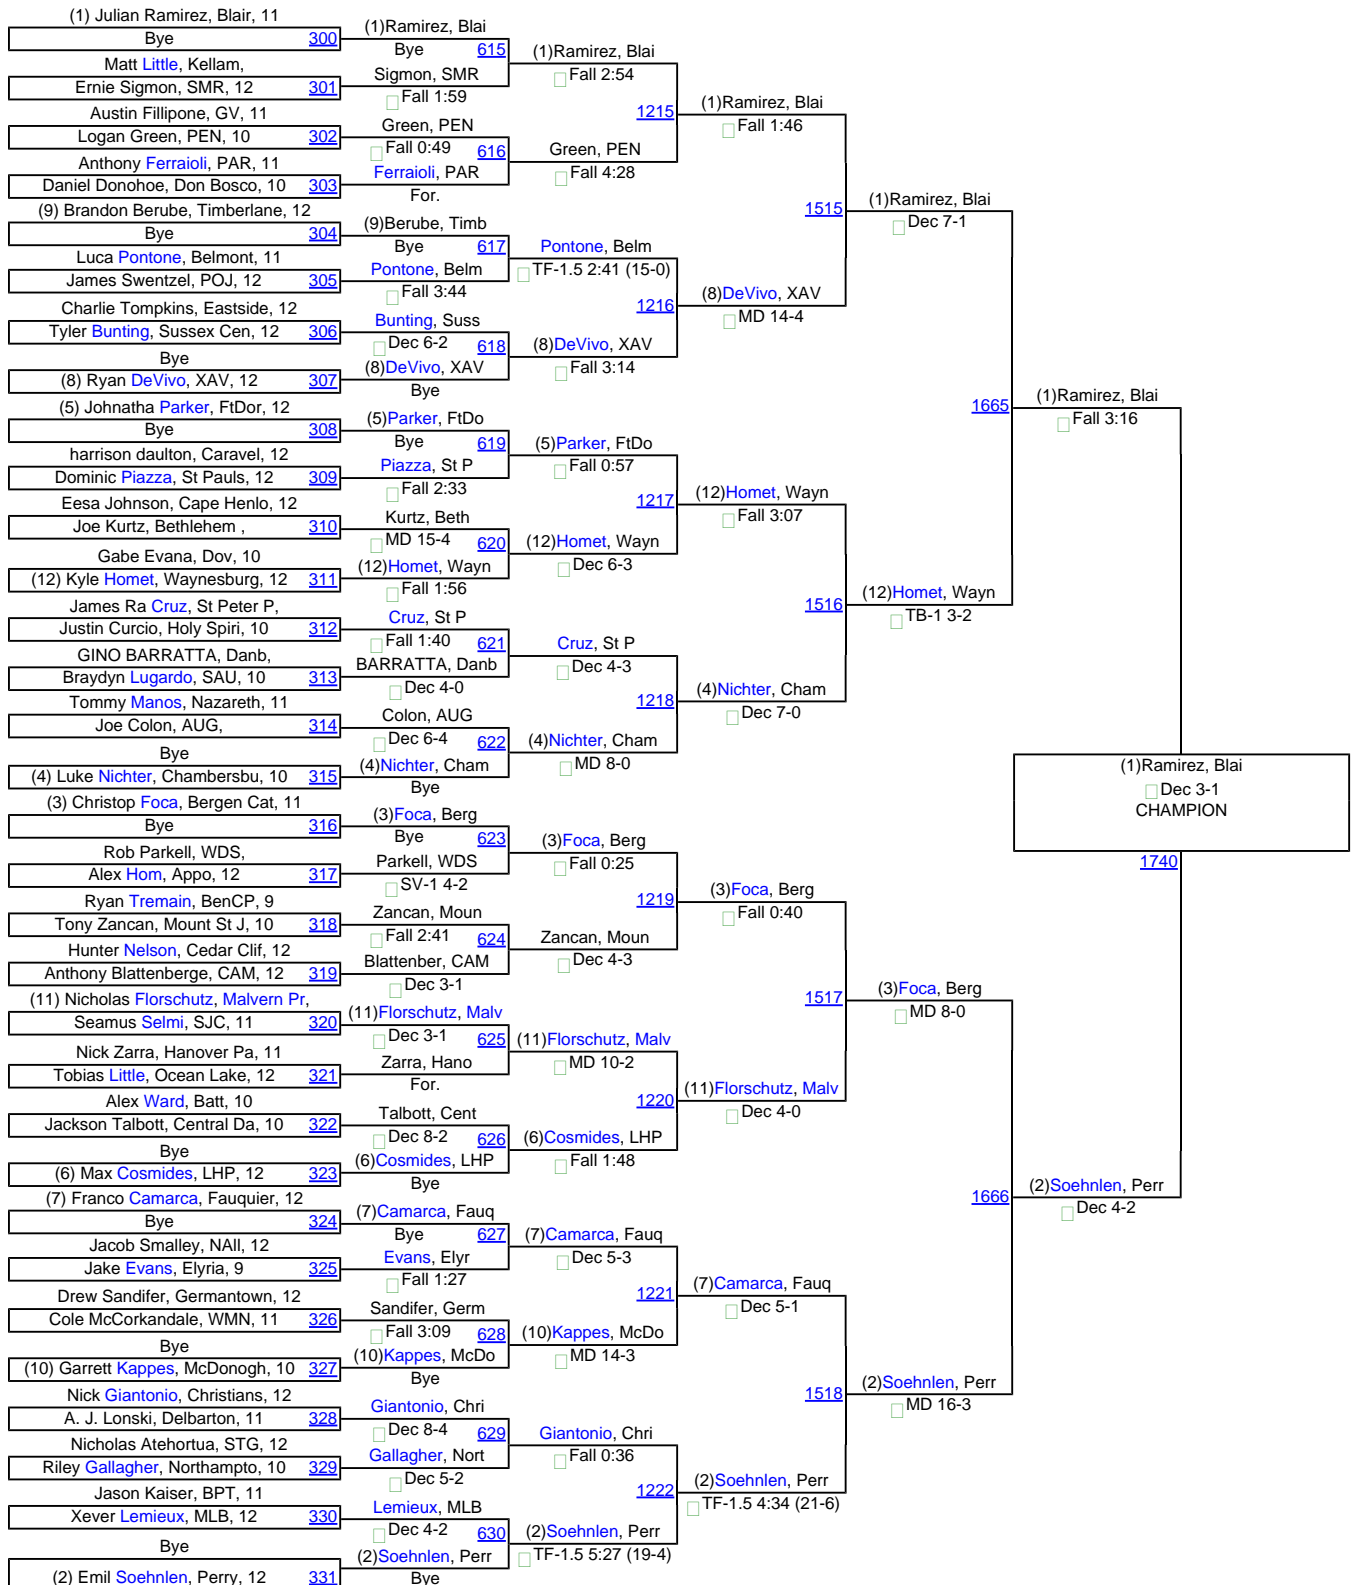 (1) Julian Ramirez, Blair, 11
Bye 300
Matt Little, Kellam,
Ernie Sigmon, SMR, 12 301
Austin Fillipone, GV, 11
Logan Green, PEN, 10 302
Anthony Ferraioli, PAR, 11
Daniel Donohoe, Don Bosco, 10 303
(9) Brandon Berube, Timberlane, 12
Bye 304
Luca Pontone, Belmont, 11
James Swentzel, POJ, 12 305
Charlie Tompkins, Eastside, 12
Tyler Bunting, Sussex Cen, 12 306
Bye
(8) Ryan DeVivo, XAV, 12 307
(5) Johnatha Parker, FtDor, 12
Bye 308
harrison daulton, Caravel, 12
Dominic Piazza, St Pauls, 12 309
Eesa Johnson, Cape Henlo, 12
Joe Kurtz, Bethlehem , 310
Gabe Evana, Dov, 10
(12) Kyle Homet, Waynesburg, 12 311
James Ra Cruz, St Peter P,
Justin Curcio, Holy Spiri, 10 312
GINO BARRATTA, Danb,
Braydyn Lugardo, SAU, 10 313
Tommy Manos, Nazareth, 11
Joe Colon, AUG, 314
Bye
(4) Luke Nichter, Chambersbu, 10 315
(3) Christop Foca, Bergen Cat, 11
Bye 316
Rob Parkell, WDS,
Alex Hom, Appo, 12 317
Ryan Tremain, BenCP, 9
Tony Zancan, Mount St J, 10 318
Hunter Nelson, Cedar Clif, 12
Anthony Blattenberge, CAM, 12 319
(11) Nicholas Florschutz, Malvern Pr,
Seamus Selmi, SJC, 11 320
Nick Zarra, Hanover Pa, 11
Tobias Little, Ocean Lake, 12 321
Alex Ward, Batt, 10
Jackson Talbott, Central Da, 10 322
Bye
(6) Max Cosmides, LHP, 12 323
(7) Franco Camarca, Fauquier, 12
Bye 324
Jacob Smalley, NAll, 12
Jake Evans, Elyria, 9 325
Drew Sandifer, Germantown, 12
Cole McCorkandale, WMN, 11 326
Bye
(10) Garrett Kappes, McDonogh, 10 327
Nick Giantonio, Christians, 12
A. J. Lonski, Delbarton, 11 328
Nicholas Atehortua, STG, 12
Riley Gallagher, Northampto, 10 329
Jason Kaiser, BPT, 11
Xever Lemieux, MLB, 12 330
Bye
(2) Emil Soehnlen, Perry, 12 331
(1)Ramirez, Blai
Bye 615
Sigmon, SMR
Fall 1:59
Green, PEN
Fall 0:49 616
Ferraioli, PAR
For.
(9)Berube, Timb
Bye 617
Pontone, Belm
Fall 3:44
Bunting, Suss
Dec 6-2 618
(8)DeVivo, XAV
Bye
(5)Parker, FtDo
Bye 619
Piazza, St P
Fall 2:33
Kurtz, Beth
MD 15-4 620
(12)Homet, Wayn
Fall 1:56
Cruz, St P
Fall 1:40 621
BARRATTA, Danb
Dec 4-0
Colon, AUG
Dec 6-4 622
(4)Nichter, Cham
Bye
(3)Foca, Berg
Bye 623
Parkell, WDS
SV-1 4-2
Zancan, Moun
Fall 2:41 624
Blattenber, CAM
Dec 3-1
(11)Florschutz, Malv
Dec 3-1 625
Zarra, Hano
For.
Talbott, Cent
Dec 8-2 626
(6)Cosmides, LHP
Bye
(7)Camarca, Fauq
Bye 627
Evans, Elyr
Fall 1:27
Sandifer, Germ
Fall 3:09 628
(10)Kappes, McDo
Bye
Giantonio, Chri
Dec 8-4 629
Gallagher, Nort
Dec 5-2
Lemieux, MLB
Dec 4-2 630
(2)Soehnlen, Perr
Bye
(1)Ramirez, Blai
Fall 2:54
1215
Green, PEN
Fall 4:28
Pontone, Belm
TF-1.5 2:41 (15-0)
1216
(8)DeVivo, XAV
Fall 3:14
(5)Parker, FtDo
Fall 0:57
1217
(12)Homet, Wayn
Dec 6-3
Cruz, St P
Dec 4-3
1218
(4)Nichter, Cham
MD 8-0
(3)Foca, Berg
Fall 0:25
1219
Zancan, Moun
Dec 4-3
(11)Florschutz, Malv
MD 10-2
1220
(6)Cosmides, LHP
Fall 1:48
(7)Camarca, Fauq
Dec 5-3
1221
(10)Kappes, McDo
MD 14-3
Giantonio, Chri
Fall 0:36
1222
(2)Soehnlen, Perr
TF-1.5 5:27 (19-4)
(1)Ramirez, Blai
Fall 1:46
1515
(8)DeVivo, XAV
MD 14-4
(12)Homet, Wayn
Fall 3:07
1516
(4)Nichter, Cham
Dec 7-0
(3)Foca, Berg
Fall 0:40
1517
(11)Florschutz, Malv
Dec 4-0
(7)Camarca, Fauq
Dec 5-1
1518
(2)Soehnlen, Perr
TF-1.5 4:34 (21-6)
(1)Ramirez, Blai
Dec 7-1
1665
(12)Homet, Wayn
TB-1 3-2
(3)Foca, Berg
MD 8-0
1666
(2)Soehnlen, Perr
MD 16-3
(1)Ramirez, Blai
Fall 3:16
(2)Soehnlen, Perr
Dec 4-2
(1)Ramirez, Blai
Dec 3-1
CHAMPION
1740